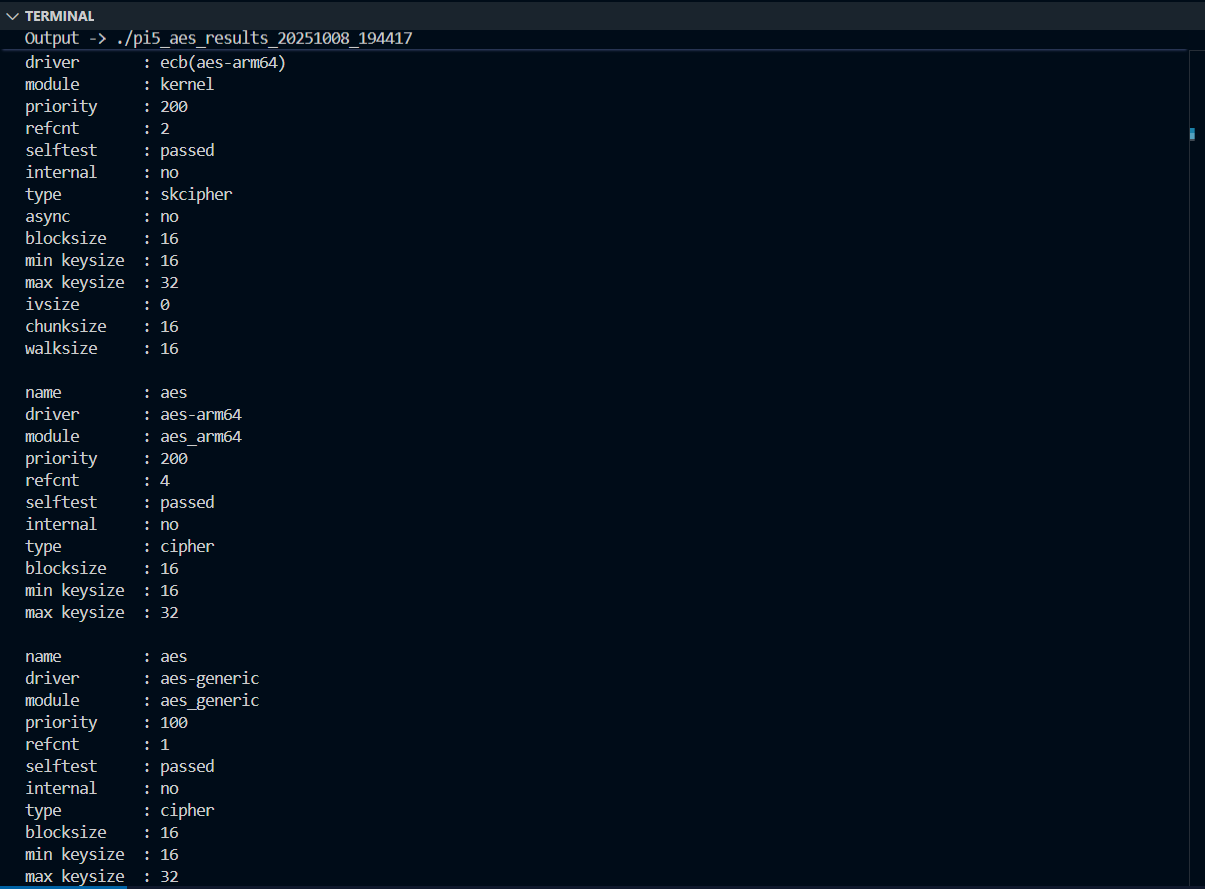 TERMINAL
Output -> ./pi5_aes_results_20251008_194417
driver : ecb(aes-arm64)
module : kernel
priority : 200
refcnt : 2
selftest : passed
internal : no
type : skcipher
async : no
blocksize : 16
min keysize : 16
max keysize : 32
ivsize : 0
chunksize : 16
walksize : 16

name : aes
driver : aes-arm64
module : aes_arm64
priority : 200
refcnt : 4
selftest : passed
internal : no
type : cipher
blocksize : 16
min keysize : 16
max keysize : 32

name : aes
driver : aes-generic
module : aes_generic
priority : 100
refcnt : 1
selftest : passed
internal : no
type : cipher
blocksize : 16
min keysize : 16
max keysize : 32